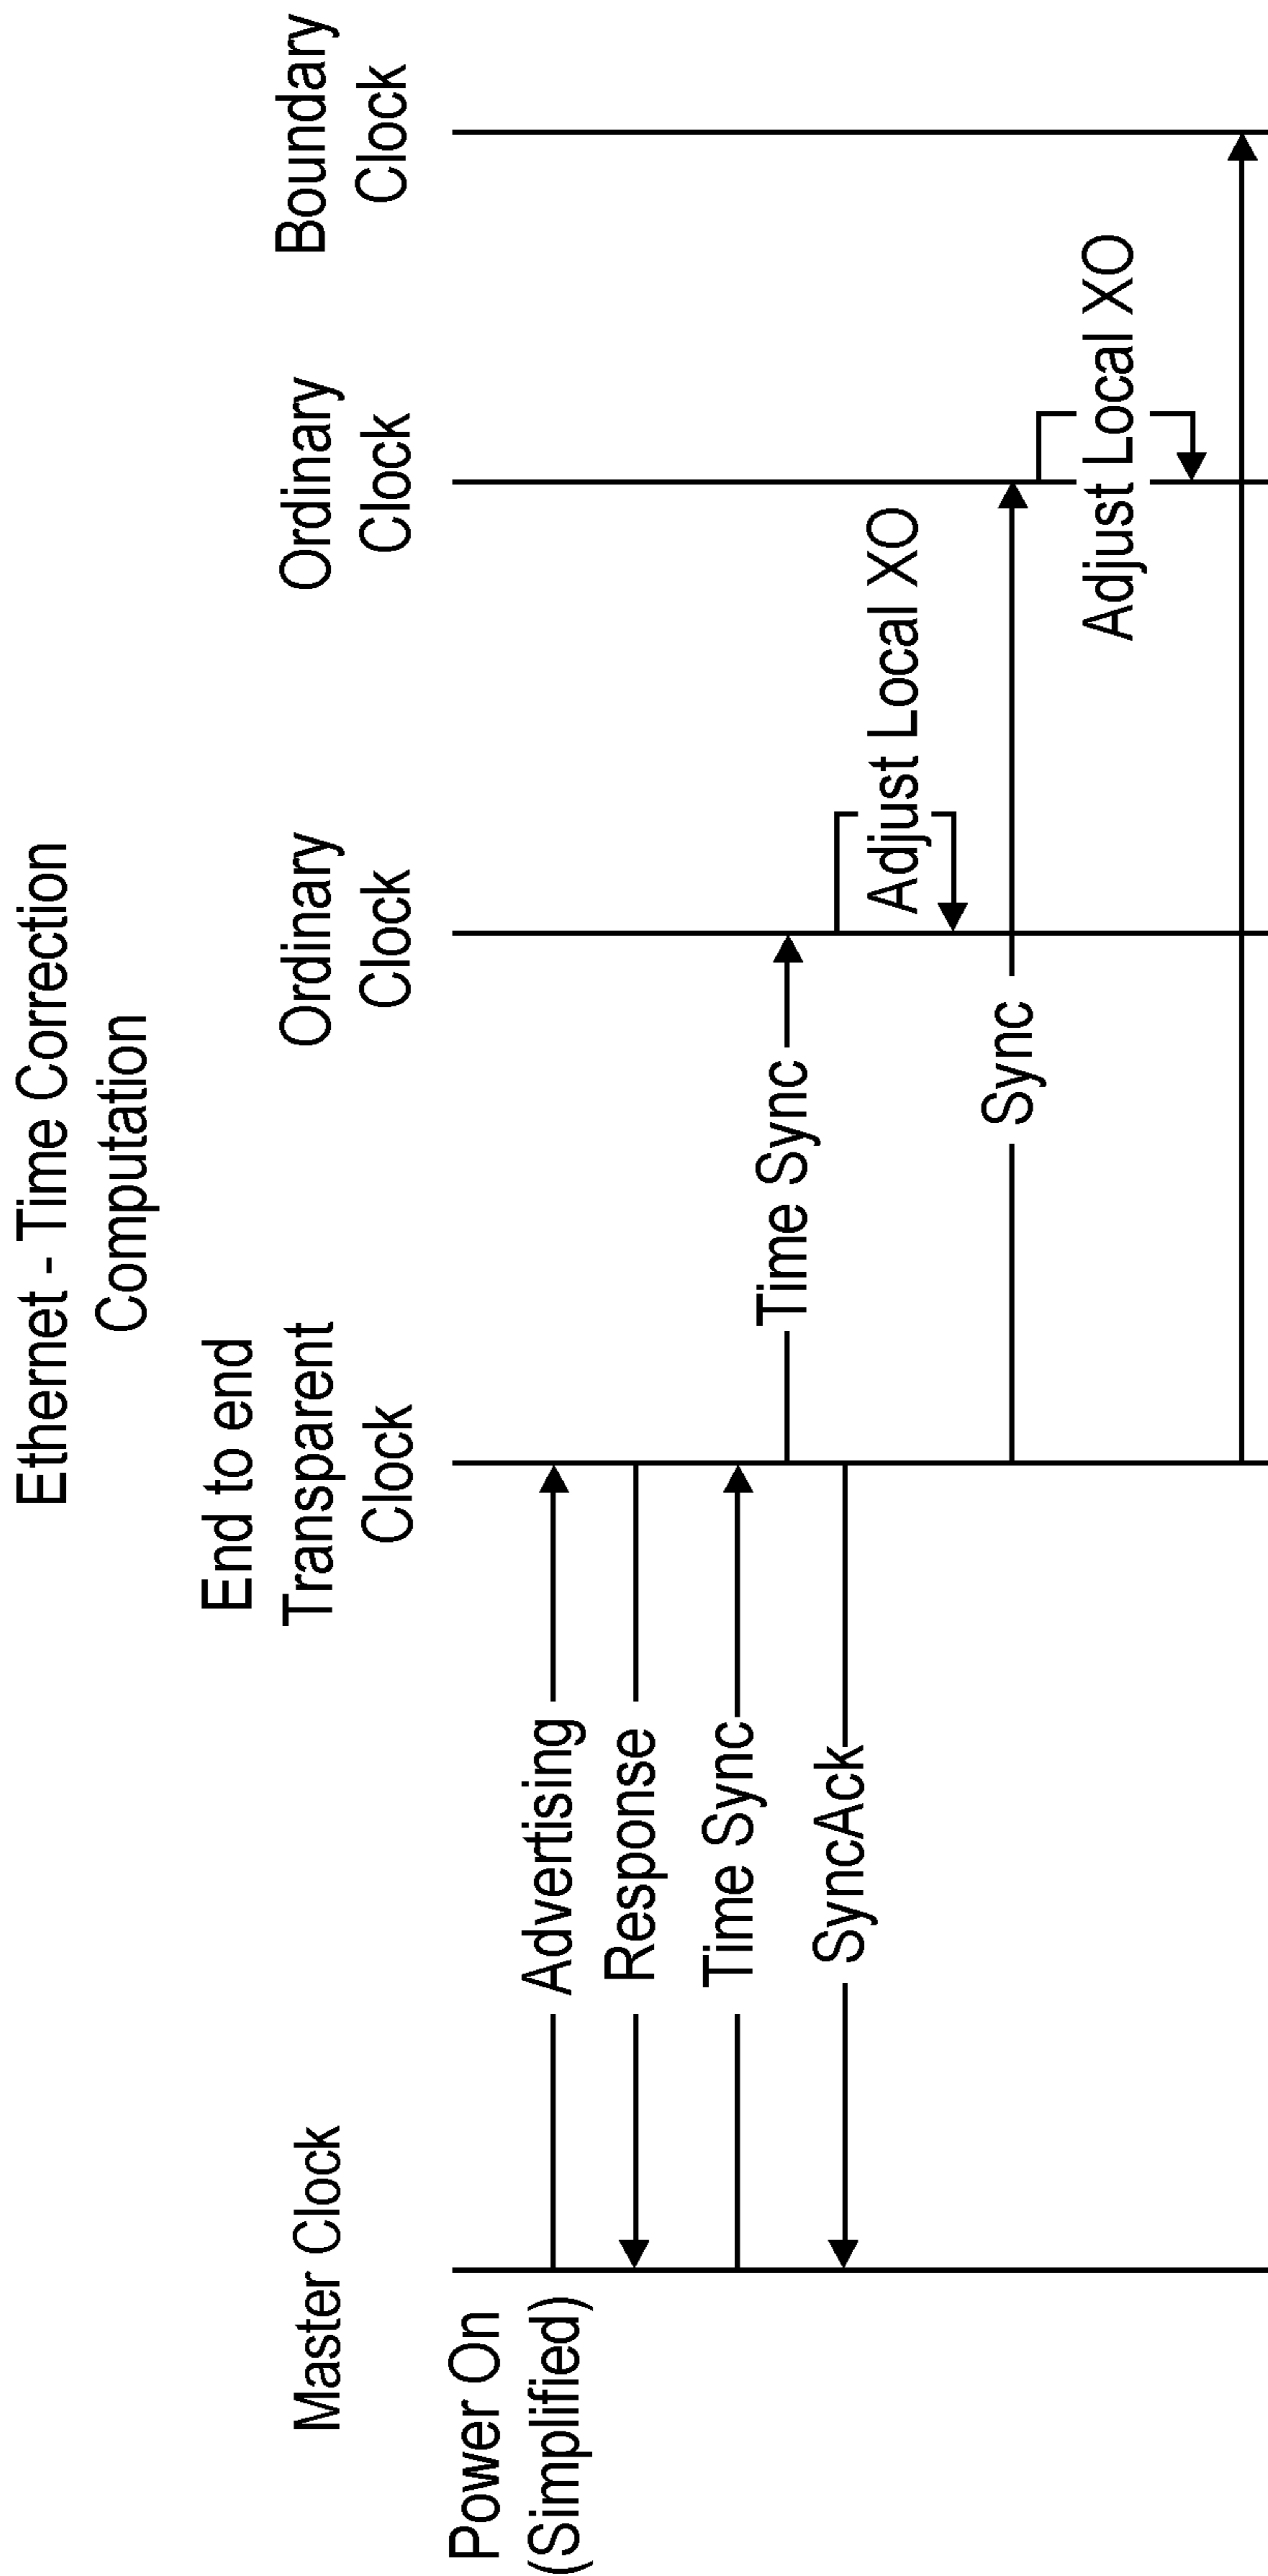 Ethernet - Time Correction
Computation
Master Clock
End to end
Transparent
Clock
Ordinary
Clock
Ordinary
Clock
Boundary
Clock
Power On
(Simplified)
Advertising
Response
Time Sync
Time Sync
SyncAck
Adjust Local XO
Sync
Adjust Local XO